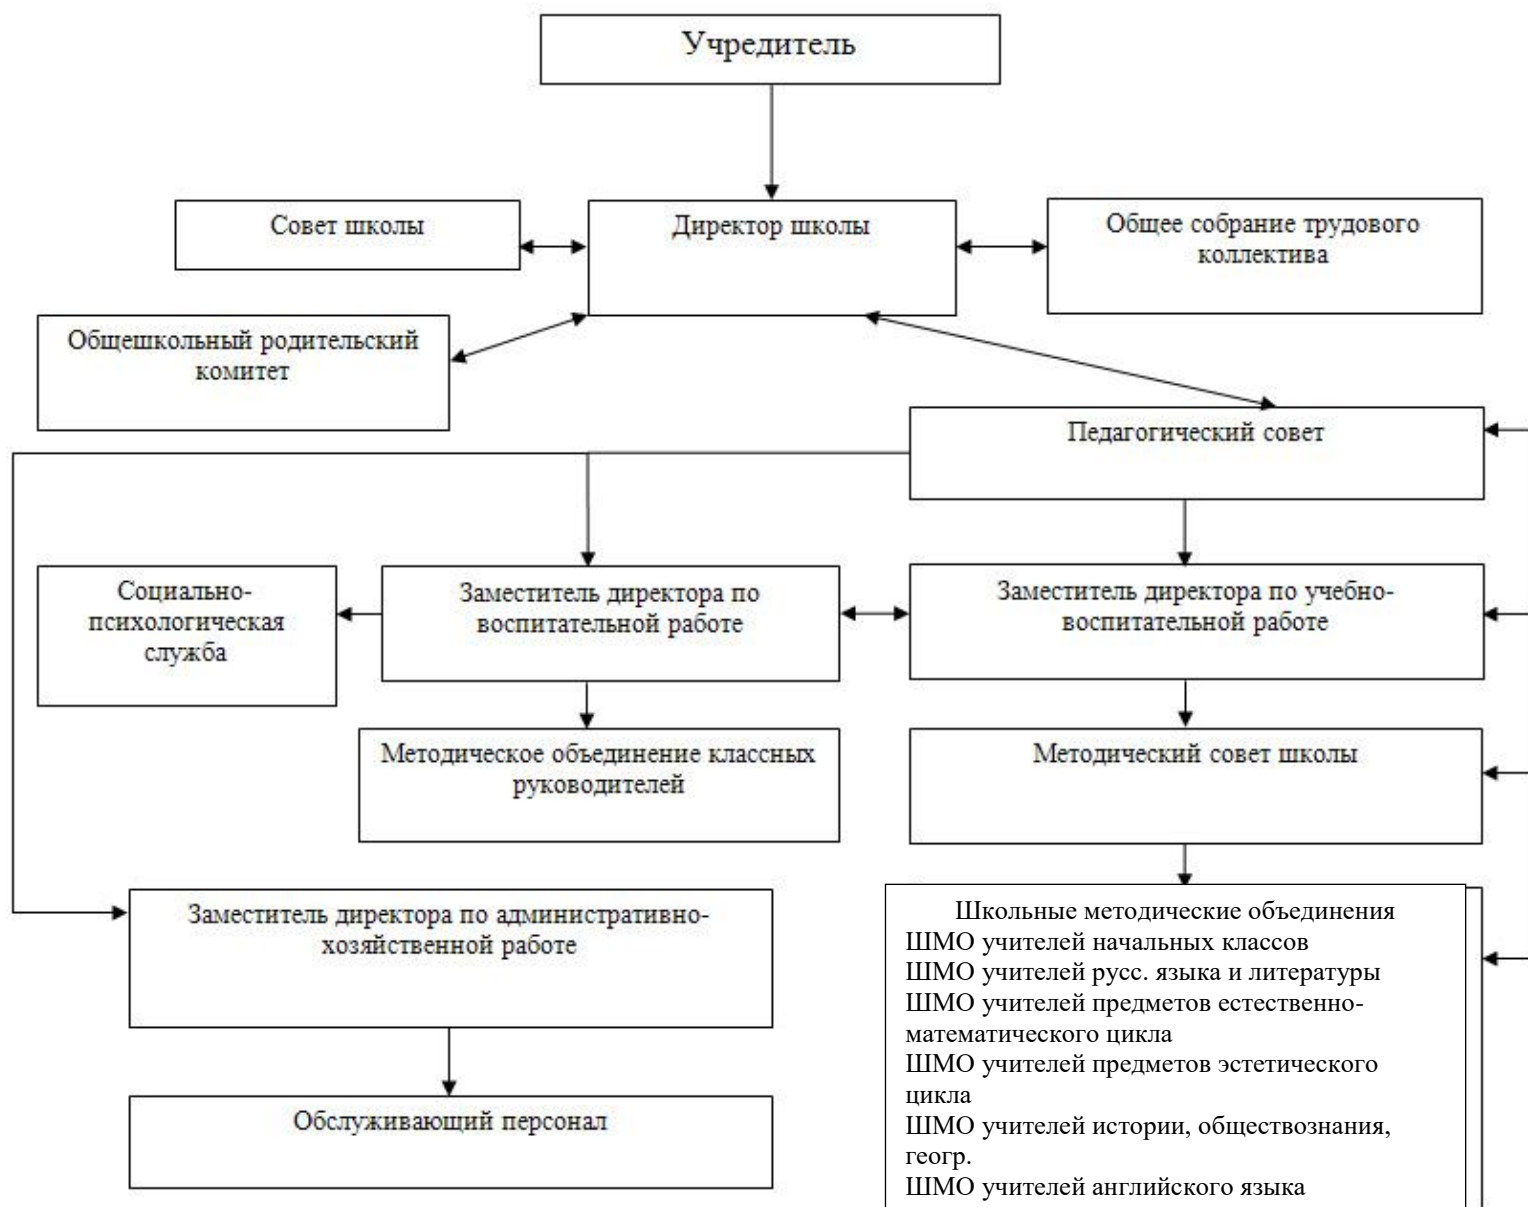 Учредитель
Совет школы
Директор школы
Общее собрание трудового
коллектива
Общешкольный родительский
комитет
Педагогический совет
Социально-
психологическая
служба
Заместитель директора по
воспитательной работе
Заместитель директора по учебно-
воспитательной работе
Методическое объединение классных
руководителей
Методический совет школы
Заместитель директора по административно-
хозяйственной работе
Обслуживающий персонал
Школьные методические объединения
ШМО учителей начальных классов
ШМО учителей русс. языка и литературы
ШМО учителей предметов естественно-
математического цикла
ШМО учителей предметов эстетического
цикла
ШМО учителей истории, обществознания,
геогр.
ШМО учителей английского языка